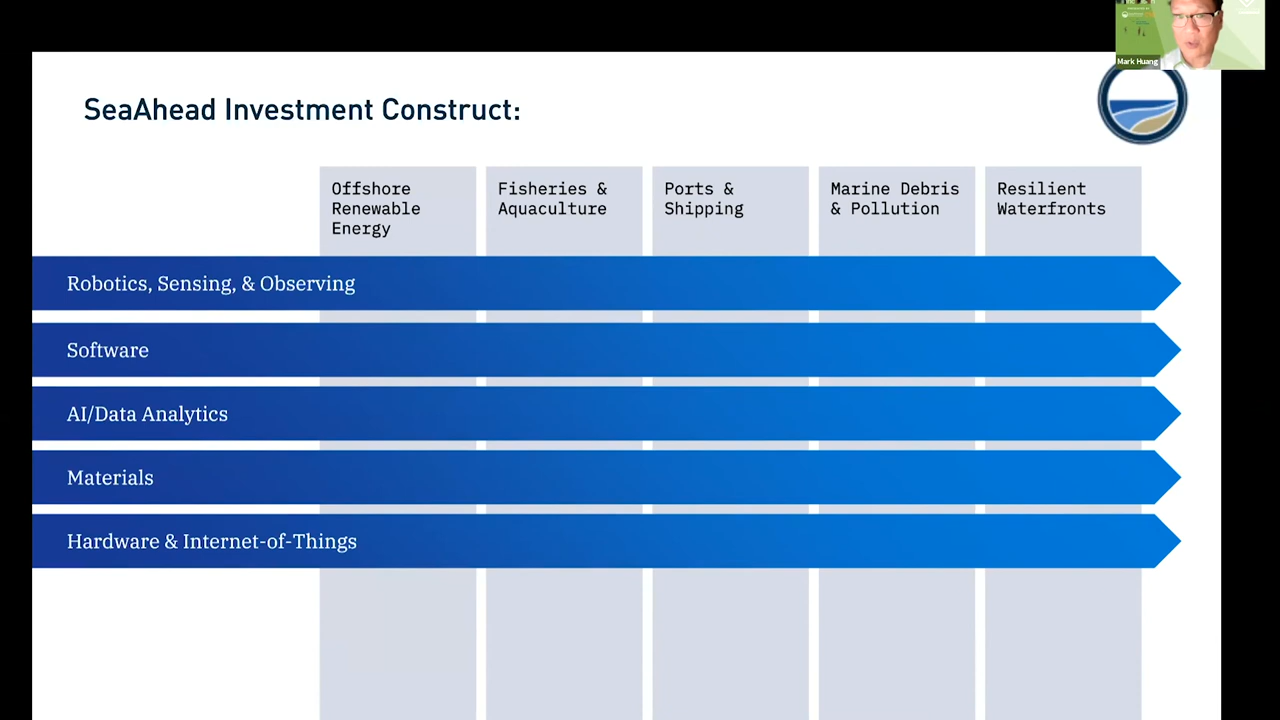 Mark Huang
SeaAhead Investment Construct:
Offshore
Renewable
Energy
Fisheries &
Aquaculture
Ports &
Shipping
Marine Debris
& Pollution
Resilient
Waterfronts
Robotics, Sensing, & Observing
Software
AI/Data Analytics
Materials
Hardware & Internet-of-Things